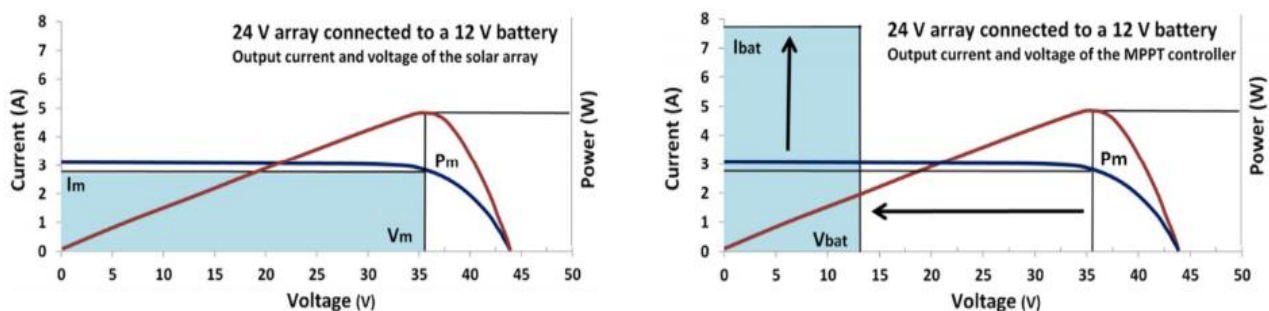 24 V array connected to a 12 V battery
Output current and voltage of the solar array
Current (A)
8
7
6
5
4
3
2
1
0
Im
Pm
Vm
Power (W)
0 5 10 15 20 25 30 35 40 45 50
Voltage (V)
24 V array connected to a 12 V battery
Output current and voltage of the MPPT controller
Current (A)
8
7
6
5
4
3
2
1
0
Ibat
Pm
Vbat
Power (W)
0 5 10 15 20 25 30 35 40 45 50
Voltage (V)